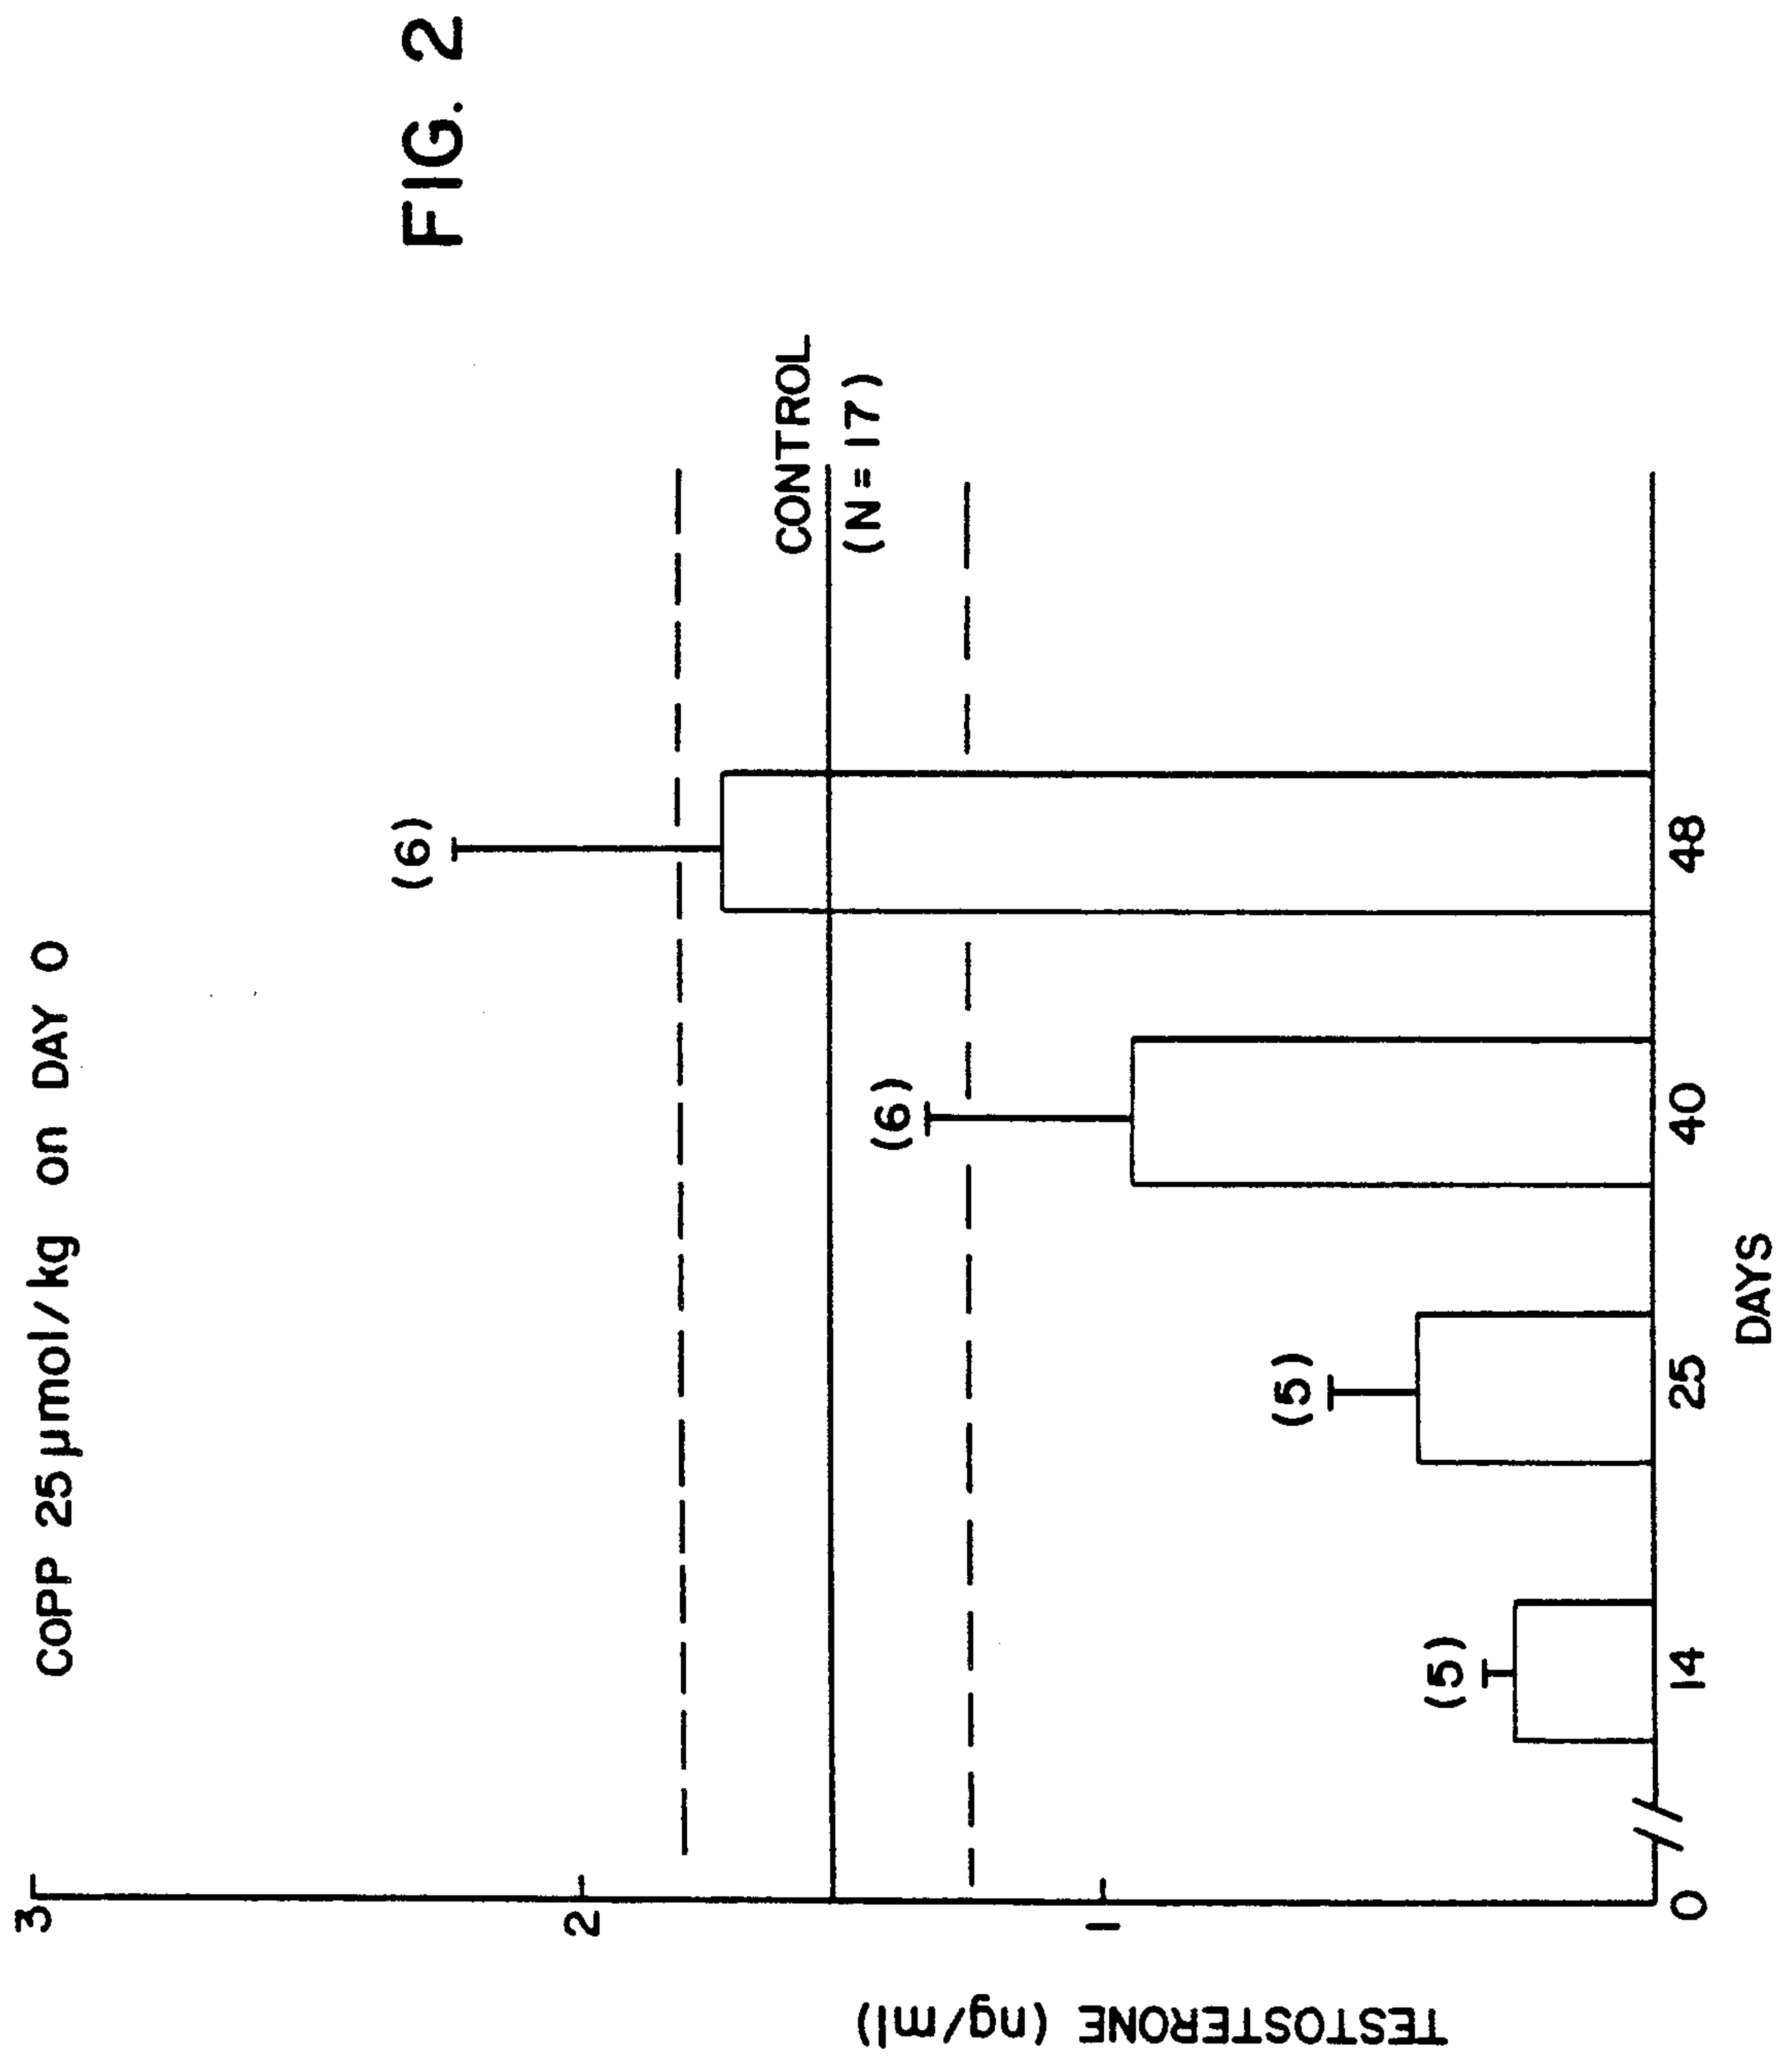 COPP 25 µmol/kg on DAY 0
FIG. 2
TESTOSTERONE (ng/ml)
3
2
1
0
(5)
(5)
(6)
(6)
CONTROL
(N = 17)
14
25
40
48
DAYS